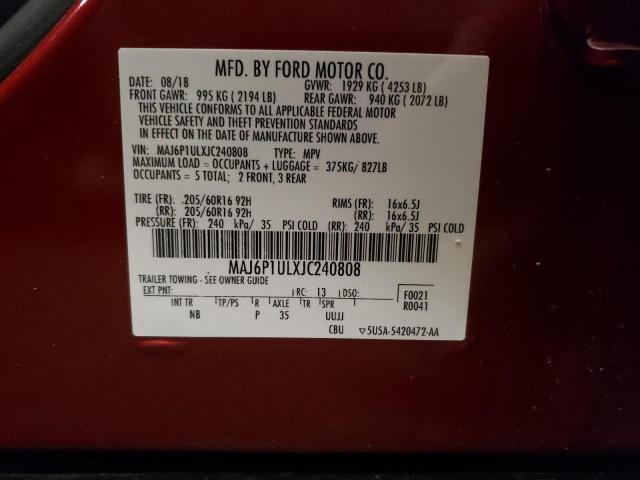 MFD. BY FORD MOTOR CO.
DATE: 08/18 GVWR: 1929 KG ( 4253 LB)
FRONT GAWR: 995 KG ( 2194 LB) REAR GAWR: 940 KG ( 2072 LB)
THIS VEHICLE CONFORMS TO ALL APPLICABLE FEDERAL MOTOR
VEHICLE SAFETY AND THEFT PREVENTION STANDARDS
IN EFFECT ON THE DATE OF MANUFACTURE SHOWN ABOVE.
VIN: MAJ6P1ULXJC240808 TYPE: MPV
MAXIMUM LOAD = OCCUPANTS + LUGGAGE = 375KG/ 827LB
OCCUPANTS = 5 TOTAL; 2 FRONT, 3 REAR
TIRE (FR): 205/60R16 92H RIMS (FR): 16x6.5J
(RR): 205/60R16 92H (RR): 16x6.5J
PRESSURE (FR): 240 kPa/ 35 PSI COLD (RR): 240 kPa/ 35 PSI COLD
MAJ6P1ULXJC240808
TRAILER TOWING - SEE OWNER GUIDE
EXT PNT: RC: 13 DSO: F0021
INT TR TP/PS R AXLE TR SPR R0041
NB P 35 UUJJ
CBU 5U5A-5420472-AA